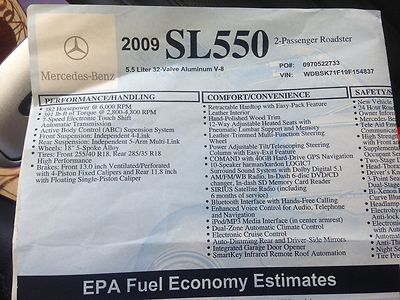 2009 SL550 2-Passenger Roadster
5.5 Liter 32-Valve Aluminum V-8
PO#: 0970522733
VIN: WDBSK71F19F154837
Mercedes-Benz
PERFORMANCE/HANDLING
* 382 Horsepower @ 6,000 RPM
* 391 lb-ft of Torque @ 2,800-4,800 RPM
* 7-Speed Electronic Touch Shift
Automatic Transmission
* Active Body Control (ABC) Supension System
* Front Suspension: Independent 4-Link
* Rear Suspension: Independent 5-Arm Multi-Link
* Wheels: 18" 5-Spoke Alloy
* Tires: Front 255/40 R18. Rear 285/35 R18
High Performance
* Brakes: Front 13.0 inch Ventilated/Perforated
with 4-Piston Fixed Calipers and Rear 11.8 inch
with Floating Single-Piston Caliper
COMFORT/CONVENIENCE
* Retractable Hardtop with Easy-Pack Feature
* Leather Interior
* Hand-Polished Wood Trim
* 12-Way Adjustable Heated Seats with
Pneumatic Lumbar Support and Memory
* Leather-Trimmed Multi-Function Steering
Wheel
* Power Adjustable Tilt/Telescoping Steering
Column with Easy-Exit Feature
* COMAND with 40GB Hard-Drive GPS Navigation
* 10-Speaker harman/kardon LOGIC7
Surround Sound System with Dolby Digital 5.1
* AM/FM/WB Radio, In-Dash 6-disc DVD/CD
changer, In-dash SD Memory Card Reader
* SIRIUS Satellite Radio (including
6 months of service)
* Bluetooth Interface with Hands-Free Calling
* Enhanced Voice Control for Audio, Telephone
and Navigation
* iPod/MP3 Media Interface (in center armrest)
* Dual-Zone Automatic Climate Control
* Electronic Cruise Control
* Auto-Dimming Rear and Driver-Side Mirrors
* Integrated Garage Door Opener
* SmartKey Infrared Remote Roof Automation
SAFETY/S
* New Vehicle
* 24 Hour Road
EPA Fuel Economy Estimates